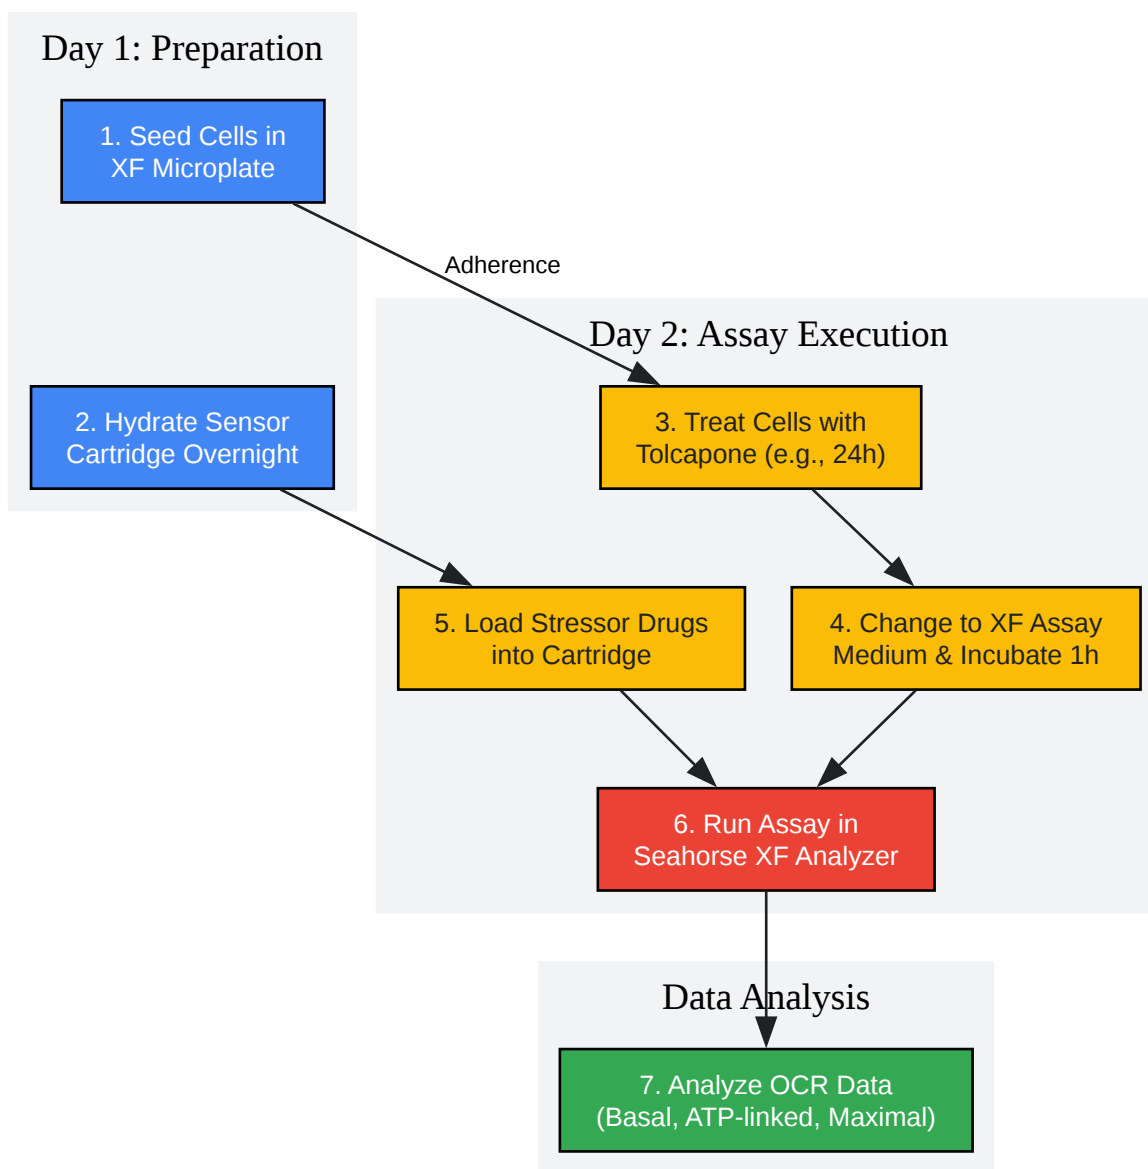 Day 1: Preparation
1. Seed Cells in
XF Microplate
Adherence
2. Hydrate Sensor
Cartridge Overnight
Day 2: Assay Execution
3. Treat Cells with
Tolcapone (e.g., 24h)
5. Load Stressor Drugs
into Cartridge
4. Change to XF Assay
Medium & Incubate 1h
6. Run Assay in
Seahorse XF Analyzer
Data Analysis
7. Analyze OCR Data
(Basal, ATP-linked, Maximal)